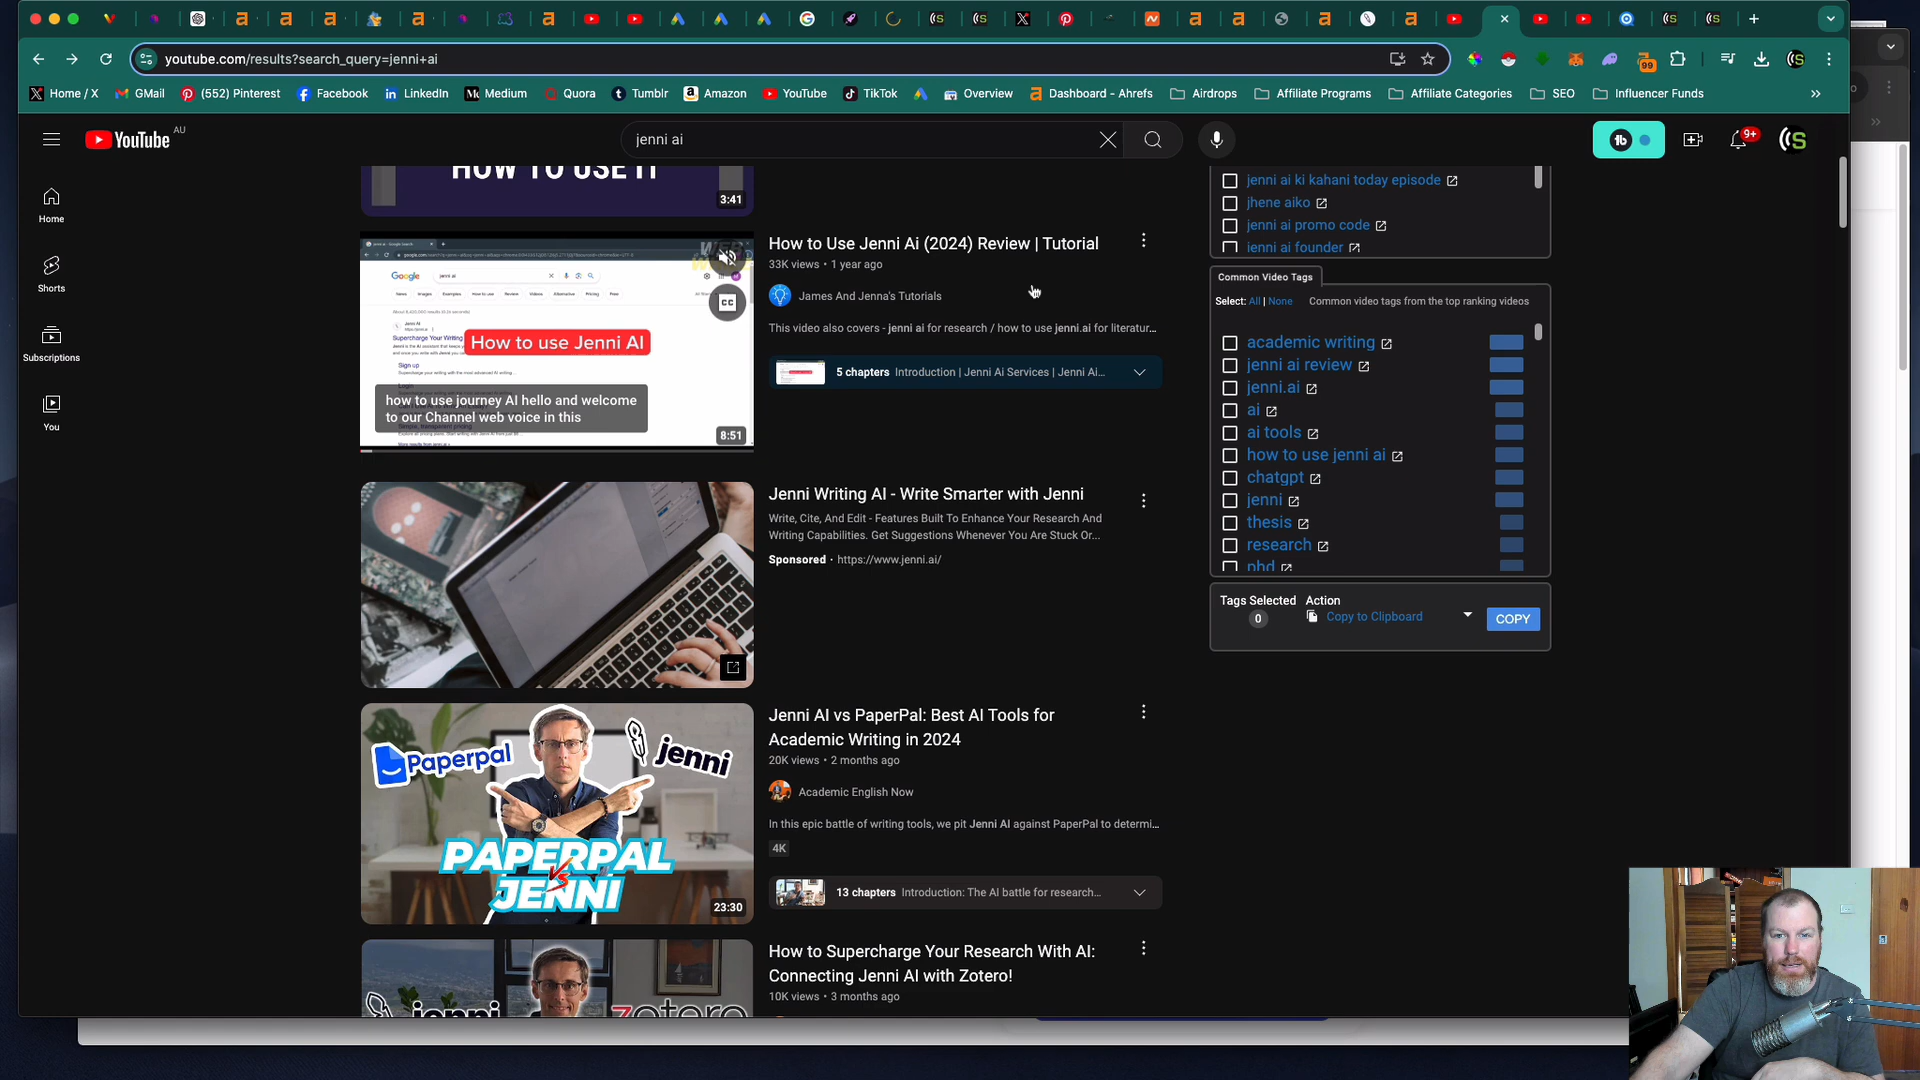 youtube.com/results?search_query=jenni+ai
99
Home / X
GMail
(552) Pinterest
Facebook
LinkedIn
Medium
Quora
Tumblr
Amazon
YouTube
TikTok
Overview
Dashboard - Ahrefs
Airdrops
Affiliate Programs
Affiliate Categories
SEO
Influencer Funds
YouTube AU
jenni ai
9+
Home
Shorts
Subscriptions
You
HOW TO USE IT
3:41
How to Use Jenni Ai (2024) Review | Tutorial
33K views • 1 year ago
James And Jenna's Tutorials
This video also covers - jenni ai for research / how to use jenni.ai for literatur...
5 chapters Introduction | Jenni Ai Services | Jenni Ai...
Google
jenni ai
CC
How to use Jenni AI
how to use journey AI hello and welcome
to our Channel web voice in this
8:51
Jenni Writing AI - Write Smarter with Jenni
Write, Cite, And Edit - Features Built To Enhance Your Research And
Writing Capabilities. Get Suggestions Whenever You Are Stuck Or...
Sponsored • https://www.jenni.ai/
Paperpal
jenni
PAPERPAL
VS
JENNI
23:30
Jenni AI vs PaperPal: Best AI Tools for
Academic Writing in 2024
20K views • 2 months ago
Academic English Now
In this epic battle of writing tools, we pit Jenni AI against PaperPal to determi...
4K
13 chapters Introduction: The AI battle for research...
jenni
zotero
How to Supercharge Your Research With AI:
Connecting Jenni AI with Zotero!
10K views • 3 months ago
jenni ai ki kahani today episode
jhene aiko
jenni ai promo code
jenni ai founder
Common Video Tags
Select: All | None Common video tags from the top ranking videos
academic writing
jenni ai review
jenni.ai
ai
ai tools
how to use jenni ai
chatgpt
jenni
thesis
research
phd
Tags Selected Action
0 Copy to Clipboard COPY